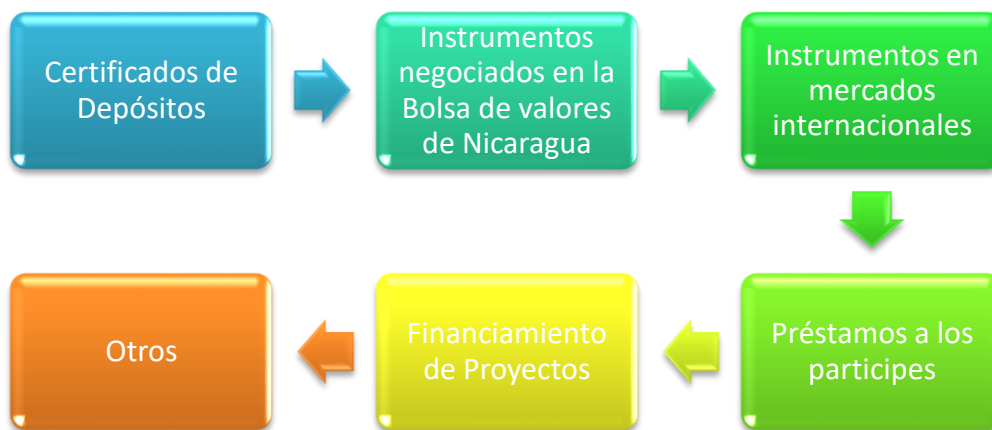 Certificados de
Depósitos
Instrumentos
negociados en la
Bolsa de valores
de Nicaragua
Instrumentos en
mercados
internacionales
Préstamos a los
participes
Financiamiento
de Proyectos
Otros